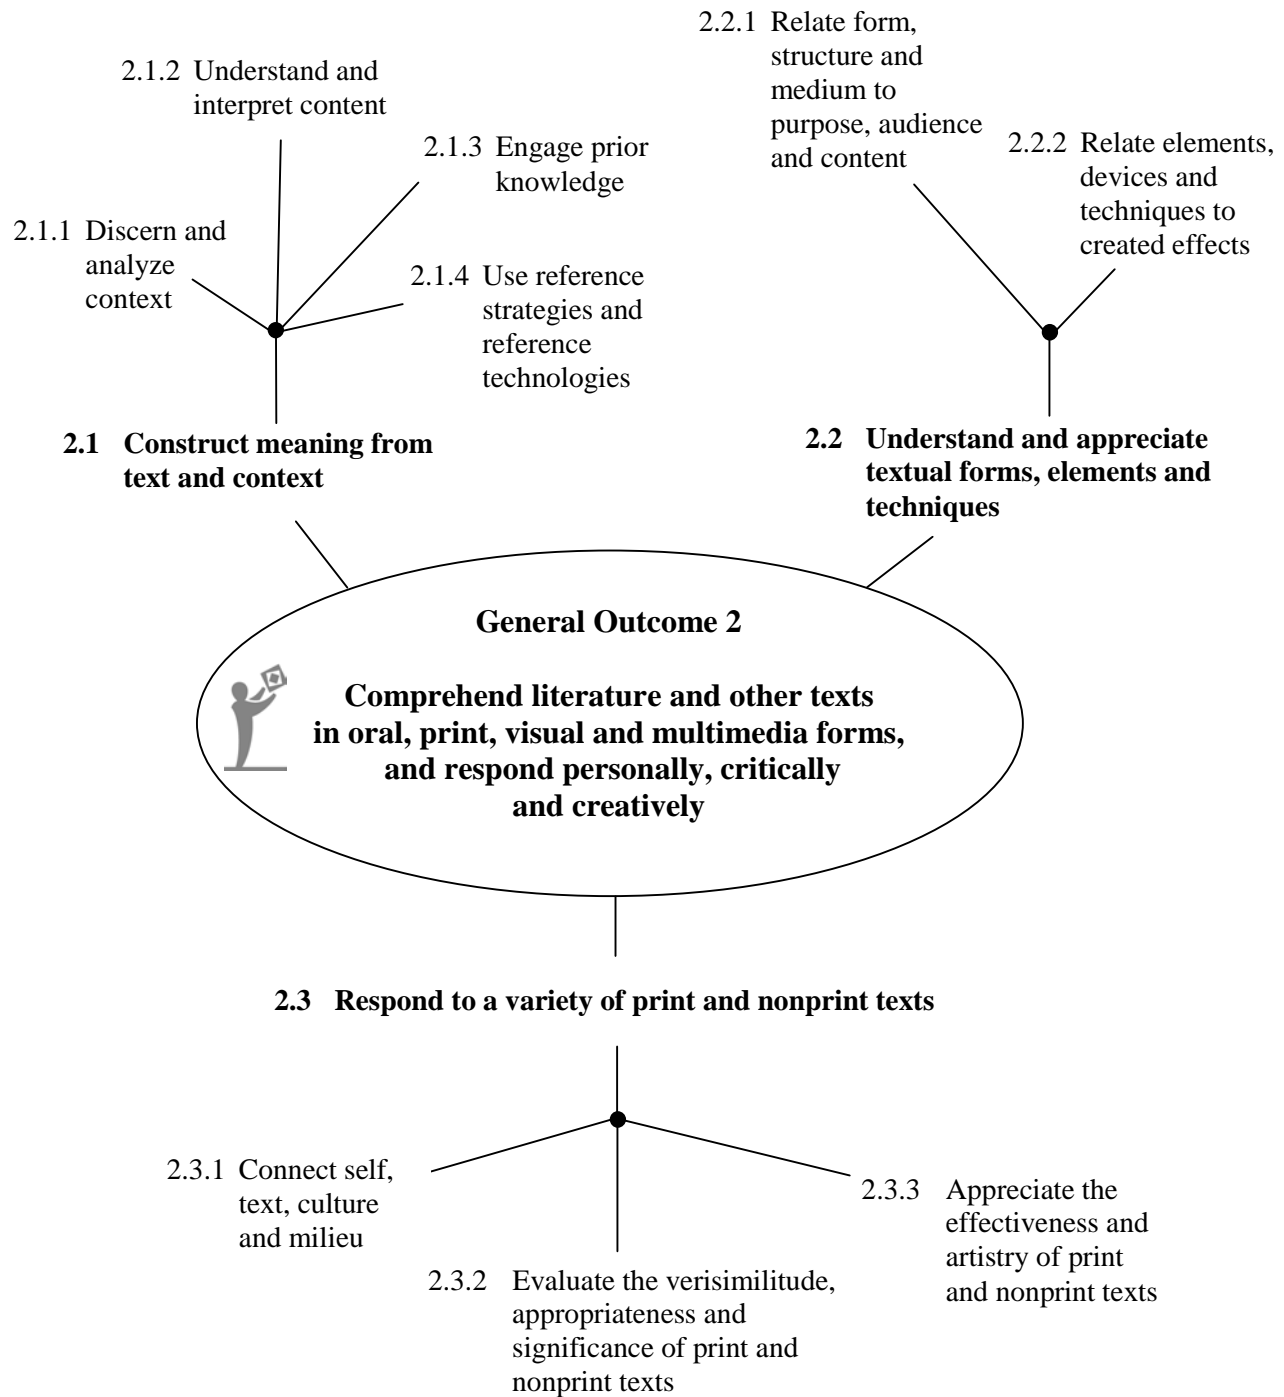 2.2.1 Relate form,
structure and
medium to
purpose, audience
and content
2.1.2 Understand and
interpret content
2.1.3 Engage prior
knowledge
2.2.2 Relate elements,
devices and
techniques to
created effects
2.1.1 Discern and
analyze
context
2.1.4 Use reference
strategies and
reference
technologies
2.1 Construct meaning from
text and context
2.2 Understand and appreciate
textual forms, elements and
techniques
General Outcome 2
Comprehend literature and other texts
in oral, print, visual and multimedia forms,
and respond personally, critically
and creatively
2.3 Respond to a variety of print and nonprint texts
2.3.1 Connect self,
text, culture
and milieu
2.3.2 Evaluate the verisimilitude,
appropriateness and
significance of print and
nonprint texts
2.3.3 Appreciate the
effectiveness and
artistry of print
and nonprint texts